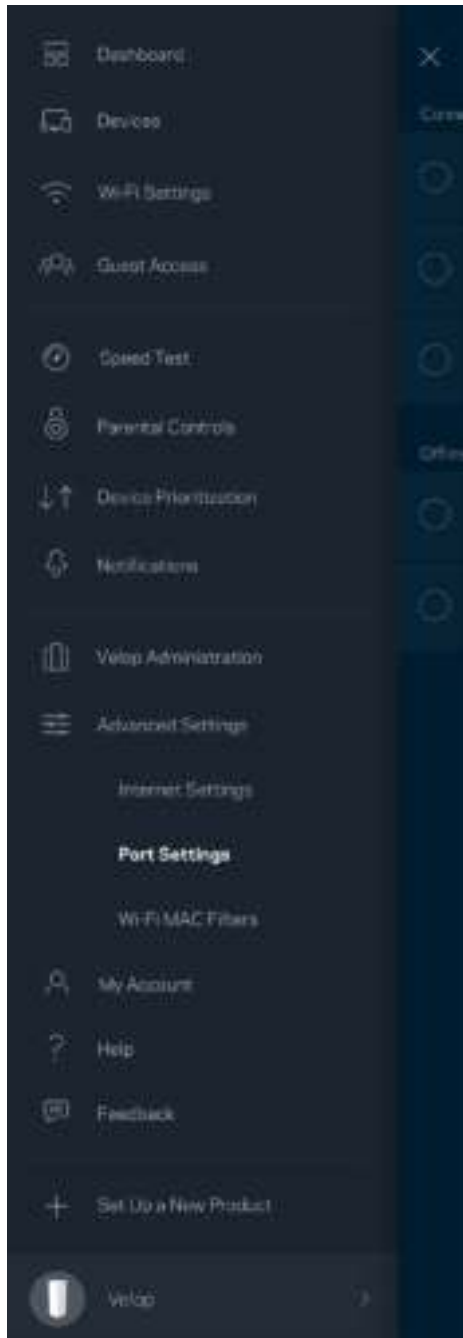 Dashboard
Devices
Wi-Fi Settings
Guest Access
Speed Test
Parental Controls
Device Prioritization
Notifications
Velop Administration
Advanced Settings
Internet Settings
Port Settings
Wi-Fi MAC Filters
My Account
Help
Feedback
Set Up a New Product
Velop